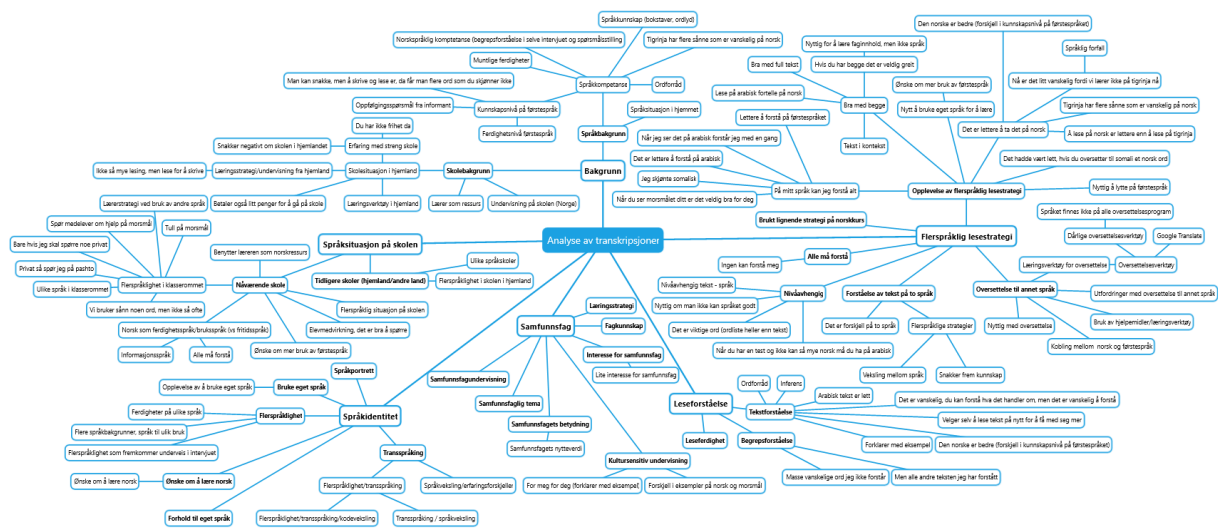 Språkkunnskap (bokstaver, ordlyd)
Norskspråklig komptetanse (begrepsforståelse i selve intervjuet og spørsmålsstilling
Tigrinja har flere sånne som er vanskelig på norsk
Muntlige ferdigheter
Man kan snakke, men å skrive og lese er, da får man flere ord som du skjønner ikke
Kunnskapsnivå på førstespråk
Språkkompetanse
Ordforråd
Oppfølgingsspørsmål fra informant
Ferdighetnivå førstespråk
Språkbakgrunn
Språksituasjon i hjemmet
Du har ikke frihet da
Snakker negativt om skolen i hjemlandet
Erfaring med streng skole
Ikke så mye lesing, men lese for å skrive
Læringsstrategi/undervisning fra hjemland
Skolesituasjon i hjemland
Skolebakgrunn
Bakgrunn
Betaler også litt penger for å gå på skole
Læringsverktøy i hjemland
Lærer som ressurs
Undervisning på skolen (Norge)
Analyse av transkripsjoner
Den norske er bedre (forskjell i kunnskapsnivå på førstespråket)
Nyttig for å lære faginnhold, men ikke språk
Språklig forfall
Bra med full tekst
Hvis du har begge det er veldig greit
Nå er det litt vanskelig fordi vi lærer ikke på tigrinja nå
Ønske om mer bruk av førstespråk
Lese på arabisk fortelle på norsk
Bra med begge
Nytt å bruke eget språk for å lære
Tigrinja har flere sånne som er vanskelig på norsk
Lettere å forstå på førstespråket
Det er lettere å ta det på norsk
Å lese på norsk er lettere enn å lese på tigrinja
Når jeg ser det på arabisk forstår jeg med en gang
Tekst i kontekst
Det er lettere å forstå på arabisk
Det hadde vært lett, hvis du oversetter til somali et norsk ord
Jeg skjønte somalisk
På mitt språk kan jeg forstå alt
Opplevelse av flerspråklig lesestrategi
Nyttig å lytte på førstespråk
Når du ser morsmålet ditt er det veldig bra for deg
Brukt lignende strategi på norskkurs
Flerspråklig lesestrategi
Språket finnes ikke på alle oversettelsesprogram
Dårlige oversettelsesverktøy
Google Translate
Alle må forstå
Ingen kan forstå meg
Læringsverktøy for oversettelse
Oversettelsesverktøy
Nivåavhengig
Nivåavhengig tekst - språk
Forståelse av tekst på to språk
Oversettelse til annet språk
Utfordringer med oversettelse til annet språk
Nyttig om man ikke kan språket godt
Det er viktige ord (ordliste heller enn tekst)
Det er forskjell på to språk
Flerspråklige strategier
Nyttig med oversettelse
Bruk av hjelpemidler/læringsverktøy
Når du har en test og ikke kan så mye norsk må du ha på arabisk
Kobling mellom norsk og førstespråk
Veksling mellom språk
Snakker frem kunnskap
Språksituasjon på skolen
Lærerstrategi ved bruk av andre språk
Spør medelever om hjelp på morsmål
Tull på morsmål
Bare hvis jeg skal spørre noe privat
Benytter læreren som norskressurs
Privat så spør jeg på pashto
Flerspråklighet i klasserommet
Nåværende skole
Tidligere skoler (hjemland/andre land)
Ulike språkskoler
Flerspråklighet i skolen i hjemland
Ulike språk i klasserommet
Vi bruker sånn noen ord, men ikke så ofte
Flerspråklig situasjon på skolen
Norsk som ferdighetsspråk/bruksspråk (vs fritidsspråk)
Elevmedvirkning, det er bra å spørre
Informasjonsspråk
Alle må forstå
Ønske om mer bruk av førstespråk
Samfunnsfag
Læringsstrategi
Fagkunnskap
Interesse for samfunnsfag
Lite interesse for samfunnsfag
Samfunnsfagundervisning
Samfunnsfaglig tema
Samfunnsfagets betydning
Samfunnsfagets nytteverdi
Kultursensitiv undervisning
For meg for deg (forklarer med eksempel)
Forskjell i eksempler på norsk og morsmål
Språkportrett
Opplevelse av å bruke eget språk
Bruke eget språk
Språkidentitet
Ferdigheter på ulike språk
Flerspråklighet
Flere språkbakgrunner, språk til ulik bruk
Flerspråklighet som fremkommer underveis i intervjuet
Ønske om å lære norsk
Ønske om å lære norsk
Forhold til eget språk
Transspråking
Flerspråklighet/transspråking
Språkveksling/erfaringsforskjeller
Flerspråklighet/transspråking/kodeveksling
Transspråking / språkveksling
Leseforståelse
Ordforråd
Inferens
Arabisk tekst er lett
Tekstforståelse
Det er vanskelig, du kan forstå hva det handler om, men det er vanskelig å forstå
Velger selv å lese tekst på nytt for å få med seg mer
Forklarer med eksempel
Den norske er bedre (forskjell i kunnskapsnivå på førstespråket)
Leseferdighet
Begrepsforståelse
Masse vanskelige ord jeg ikke forstår
Men alle andre teksten jeg har forstått